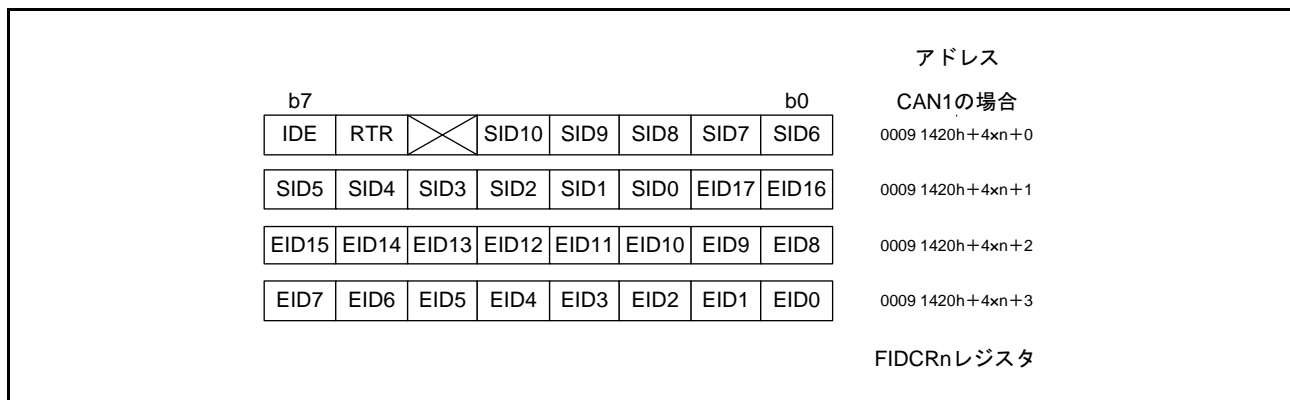 アドレス
b7 b0 CAN1の場合
IDE RTR SID10 SID9 SID8 SID7 SID6 0009 1420h+4×n+0
SID5 SID4 SID3 SID2 SID1 SID0 EID17 EID16 0009 1420h+4×n+1
EID15 EID14 EID13 EID12 EID11 EID10 EID9 EID8 0009 1420h+4×n+2
EID7 EID6 EID5 EID4 EID3 EID2 EID1 EID0 0009 1420h+4×n+3
FIDCRnレジスタ